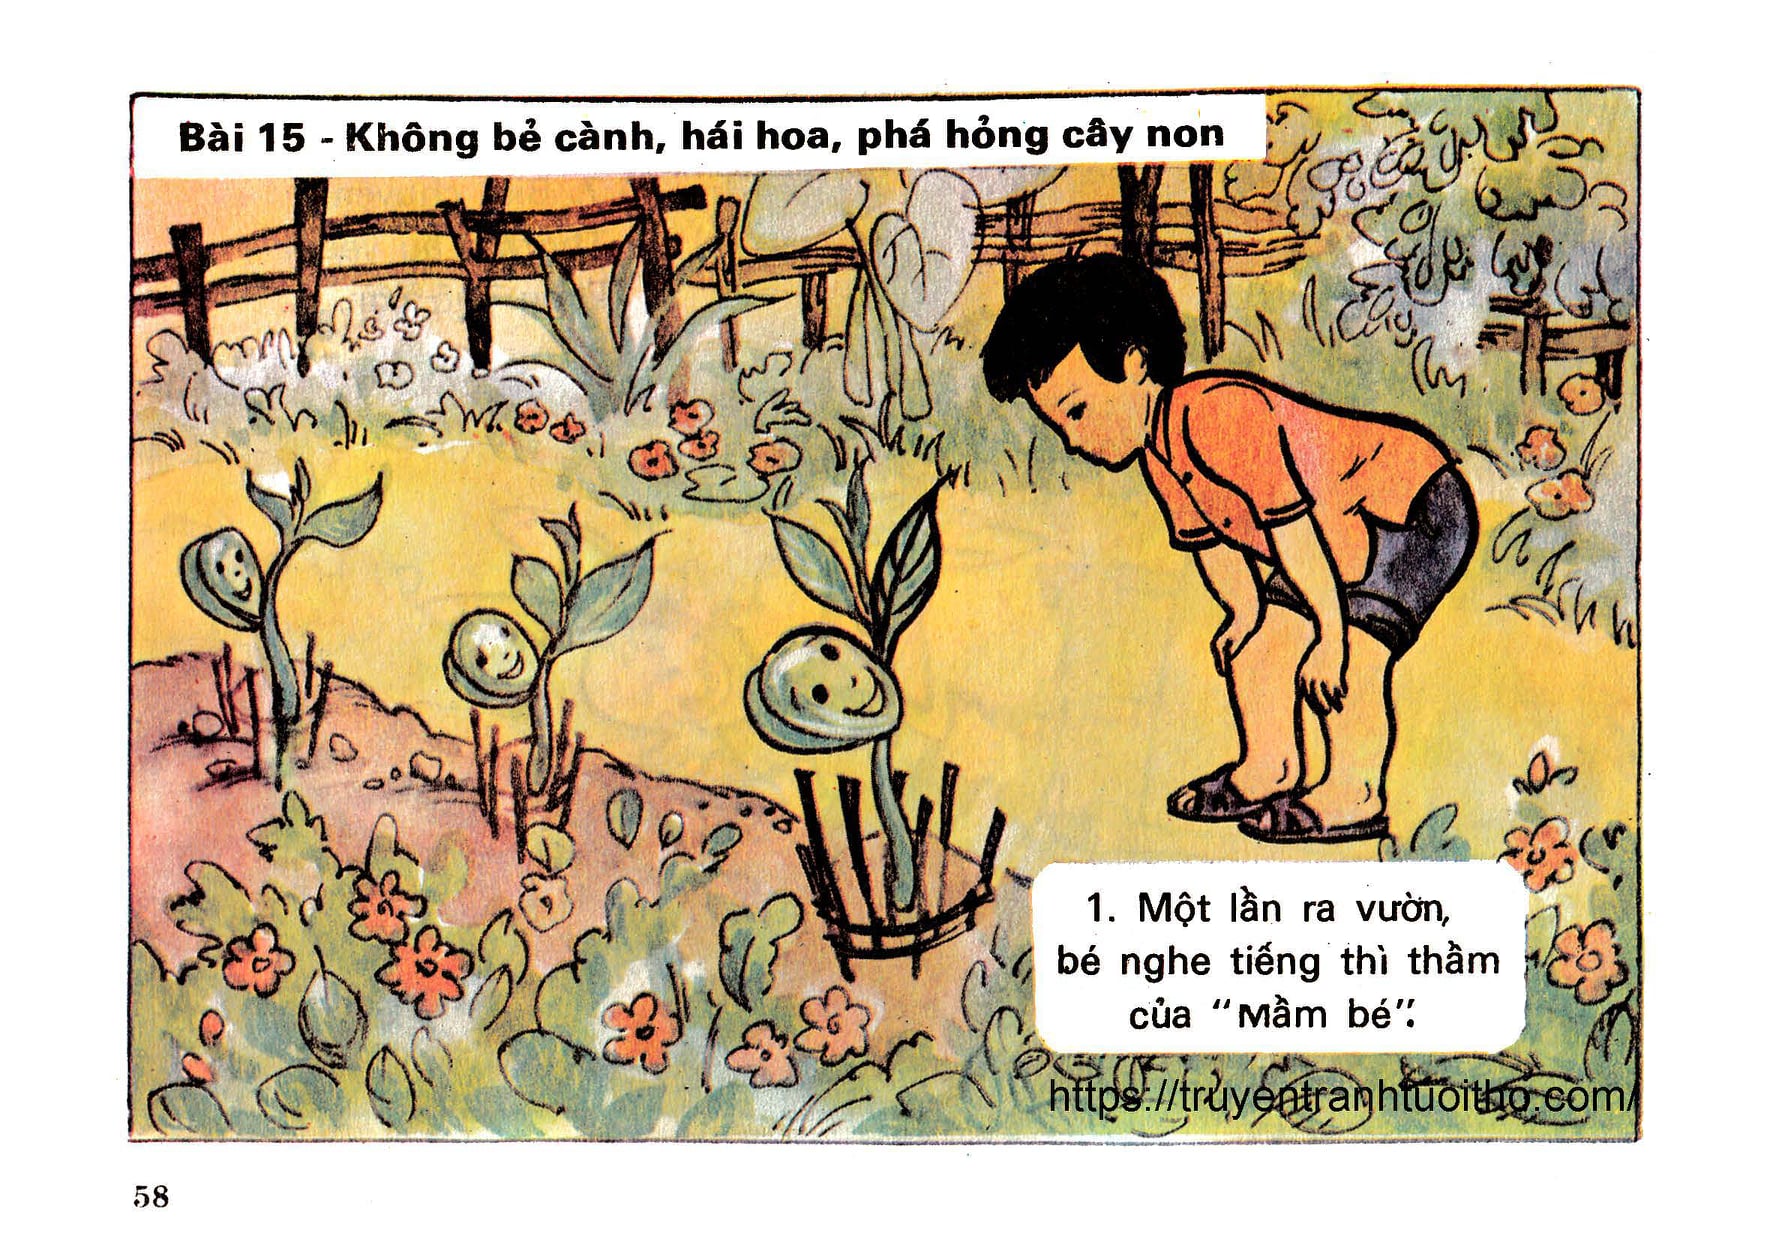 Bài 15 - Không bẻ cành, hái hoa, phá hỏng cây non
1. Một lần ra vườn,
bé nghe tiếng thì thầm
của "Mầm bé":
https://truyentranhtuoitho.com/
58